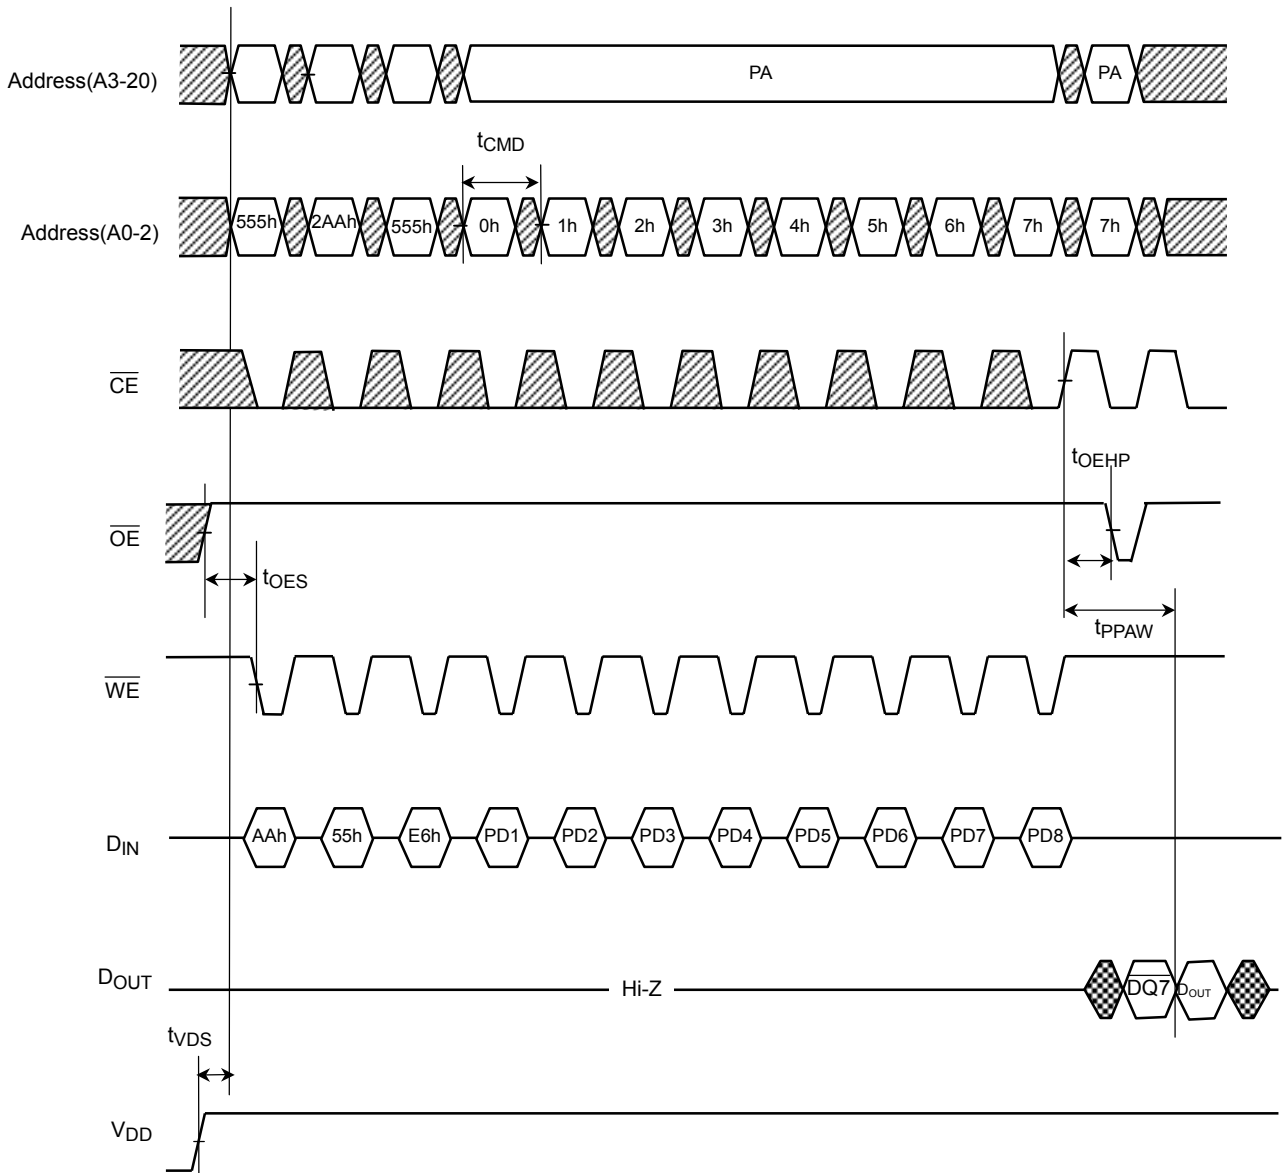 Address(A3-20) PA PA
tCMD
Address(A0-2) 555h 2AAh 555h 0h 1h 2h 3h 4h 5h 6h 7h 7h
CE
tOEHP
OE
tOES
tPPAW
WE
DIN AAh 55h E6h PD1 PD2 PD3 PD4 PD5 PD6 PD7 PD8
DOUT Hi-Z DQ7 DOUT
tVDS
VDD